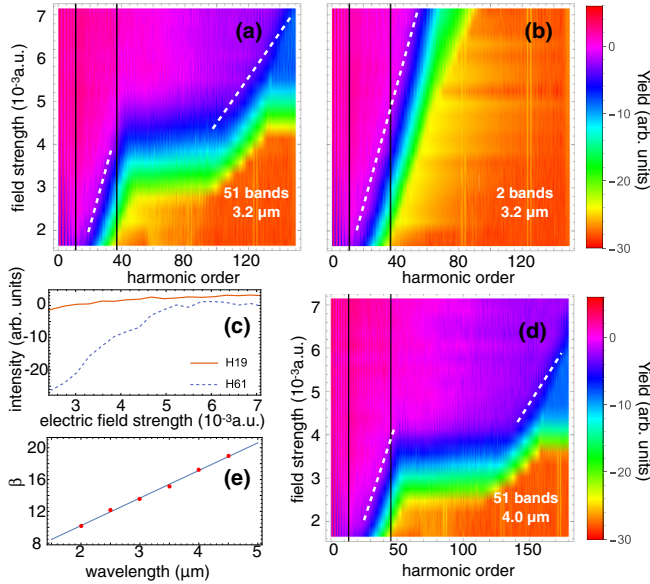 (a)
(b)
7
6
5
4
3
2
field strength (10⁻³a.u.)
51 bands
3.2 μm
2 bands
3.2 μm
0 40 80 120
harmonic order
0 40 80 120
harmonic order
0
−10
−20
−30
Yield (arb. units)
(c)
0
-10
-20
intensity (arb. units)
H19
H61
3 4 5 6 7
electric field strength (10⁻³a.u.)
(d)
7
6
5
4
3
2
field strength (10⁻³a.u.)
51 bands
4.0 μm
0 50 100 150
harmonic order
0
−10
−20
−30
Yield (arb. units)
(e)
20
16
12
8
β
2 3 4 5
wavelength (μm)